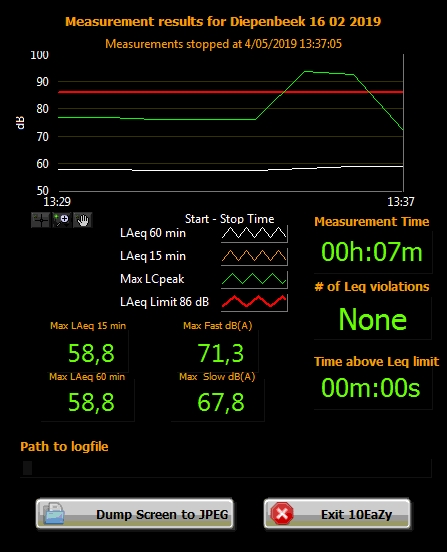 Measurement results for Diepenbeek 16 02 2019
Measurements stopped at 4/05/2019 13:37:05
100
90
80
70
60
50
dB
13:29
13:37
Start - Stop Time
LAeq 60 min
LAeq 15 min
Max LCpeak
LAeq Limit 86 dB
Measurement Time
00h:07m
# of Leq violations
None
Time above Leq limit
00m:00s
Max LAeq 15 min
58,8
Max Fast dB(A)
71,3
Max LAeq 60 min
58,8
Max Slow dB(A)
67,8
Path to logfile
Dump Screen to JPEG
Exit 10EaZy